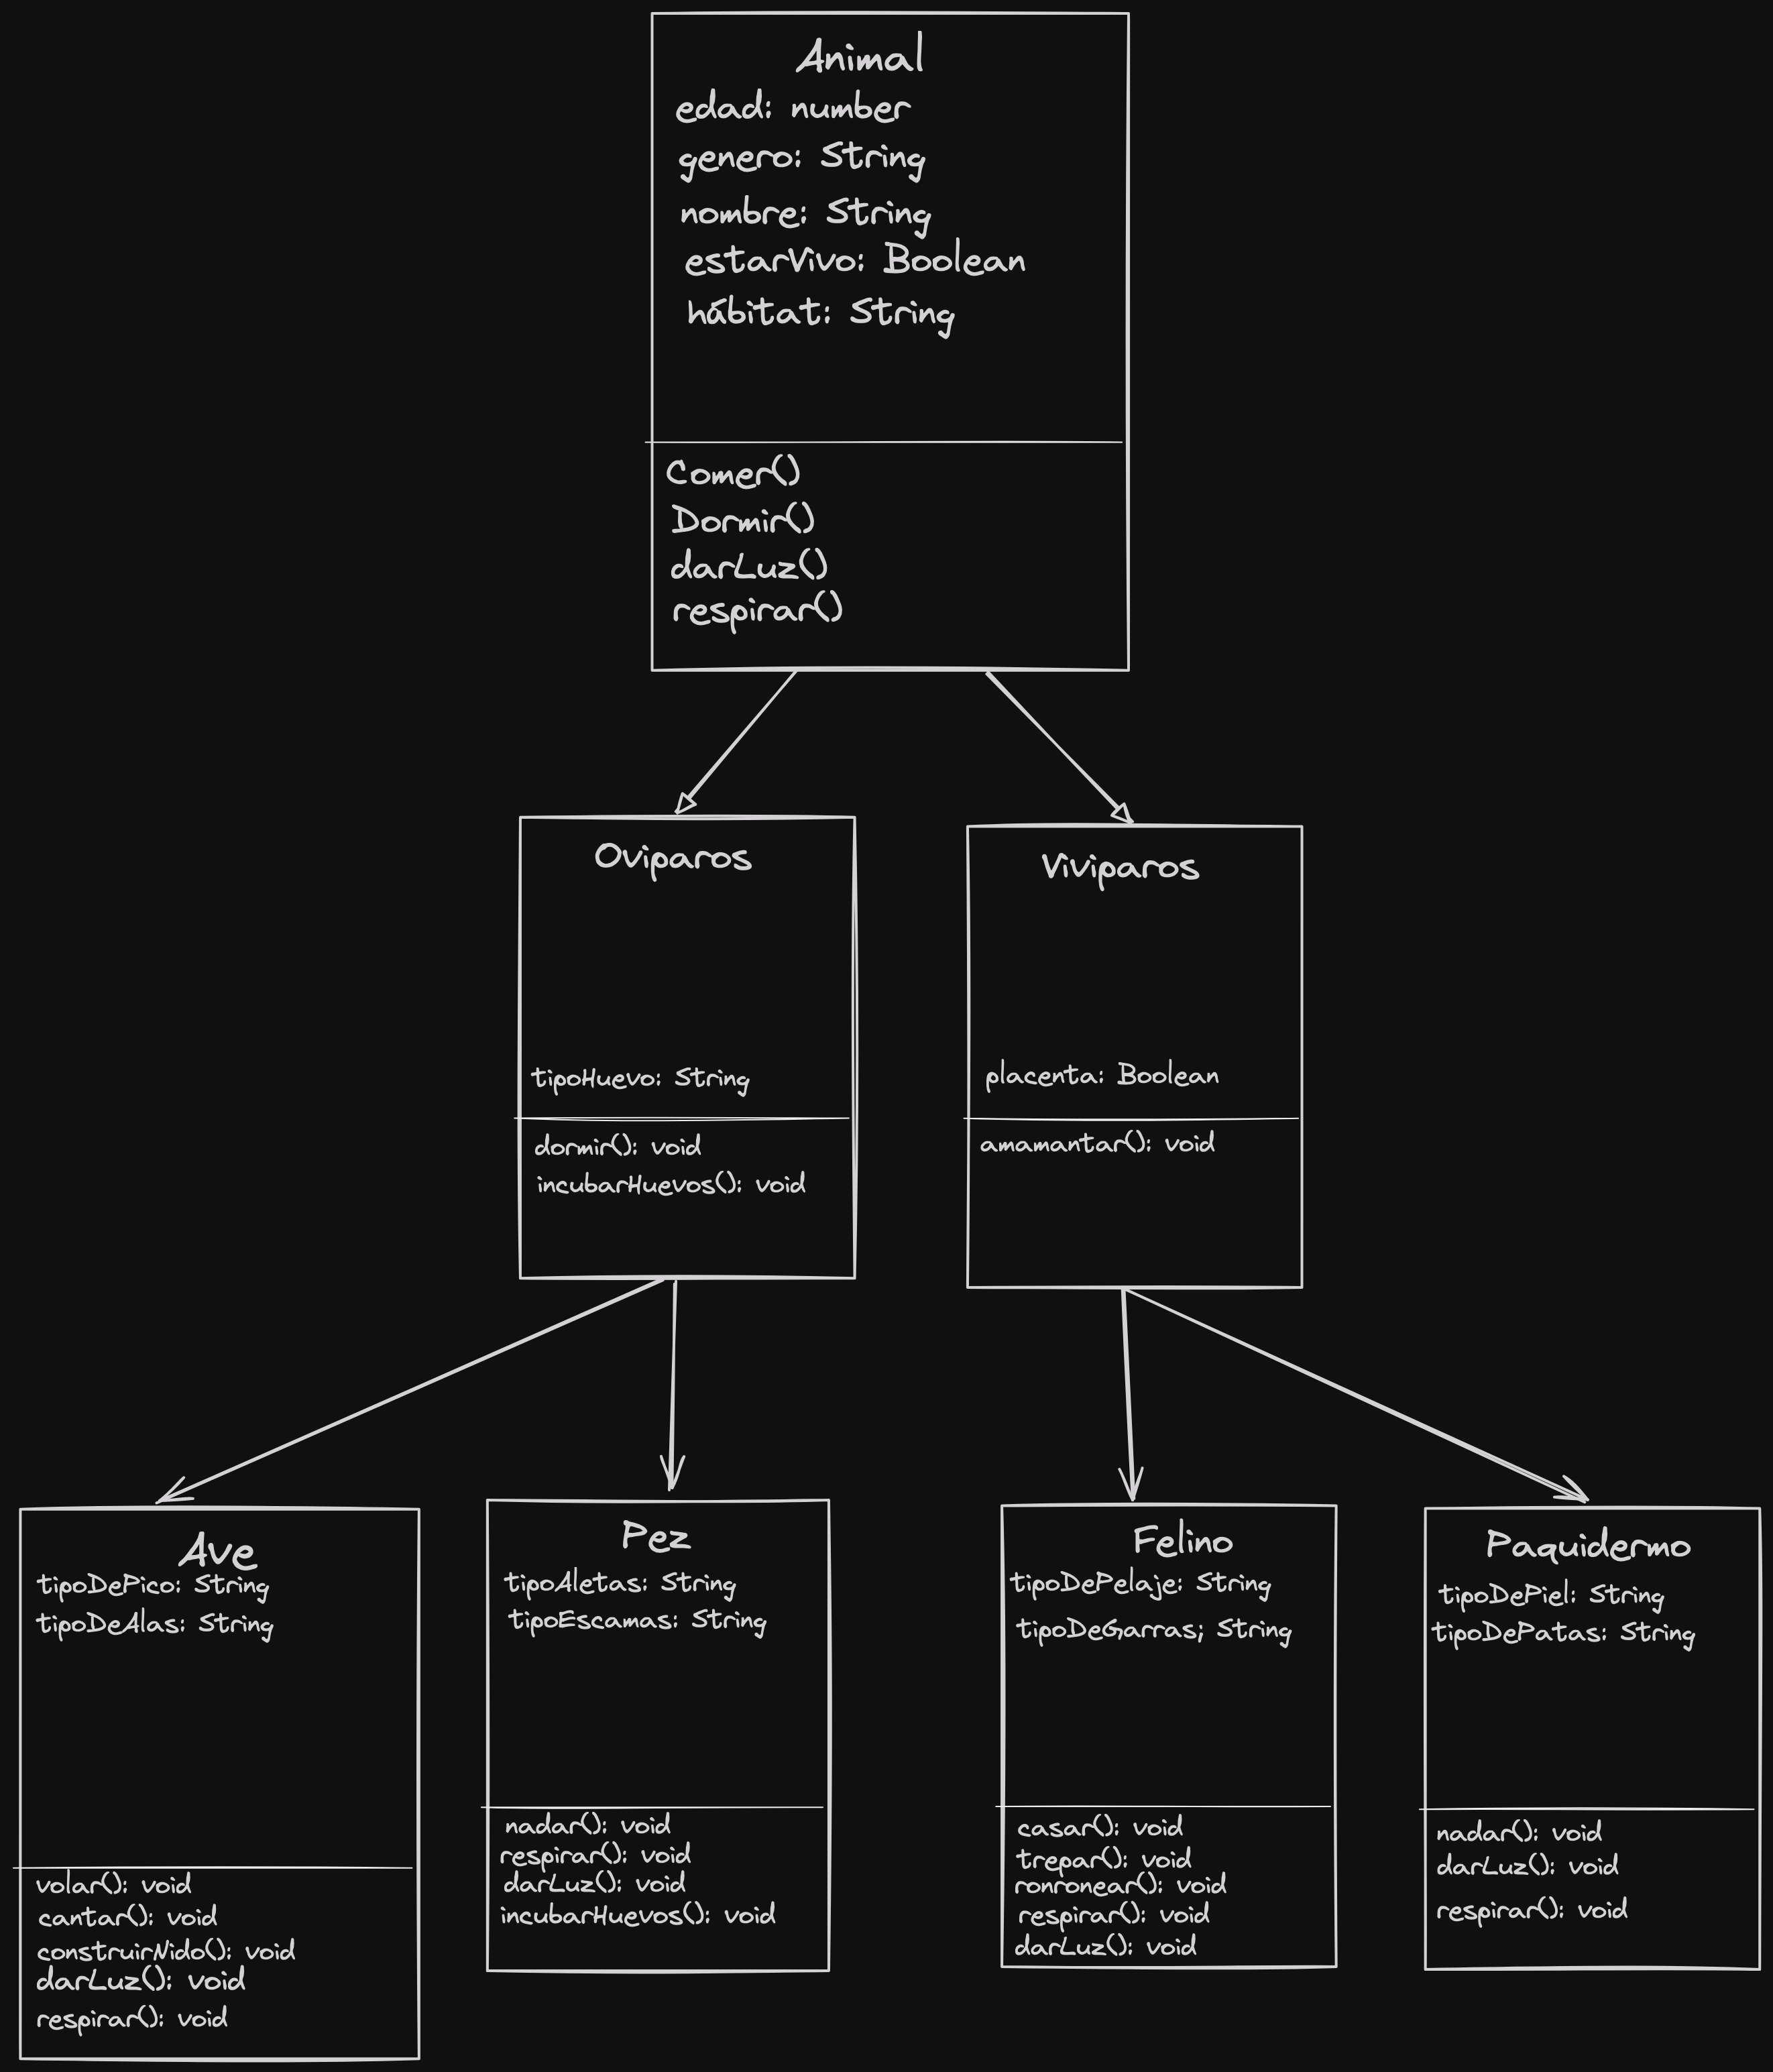 Animal
edad: number
genero: String
nombre: String
estarVivo: Boolean
hábitat: String
Comer()
Dormir()
darLuz()
respirar()
Oviparos
tipoHuevo: String
dormir(): void
incubarHuevos(): void
Viviparos
placenta: Boolean
amamantar(): void
Ave
tipoDePico: String
tipoDeAlas: String
volar(): void
cantar(): void
construirNido(): void
darLuz(): void
respirar(): void
Pez
tipoAletas: String
tipoEscamas: String
nadar(): void
respirar(): void
darLuz(): void
incubarHuevos(): void
Felino
tipoDePelaje: String
tipoDeGarras; String
casar(): void
trepar(): void
ronronear(): void
respirar(): void
darLuz(): void
Paquidermo
tipoDePiel: String
tipoDePatas: String
nadar(): void
darLuz(): void
respirar(): void